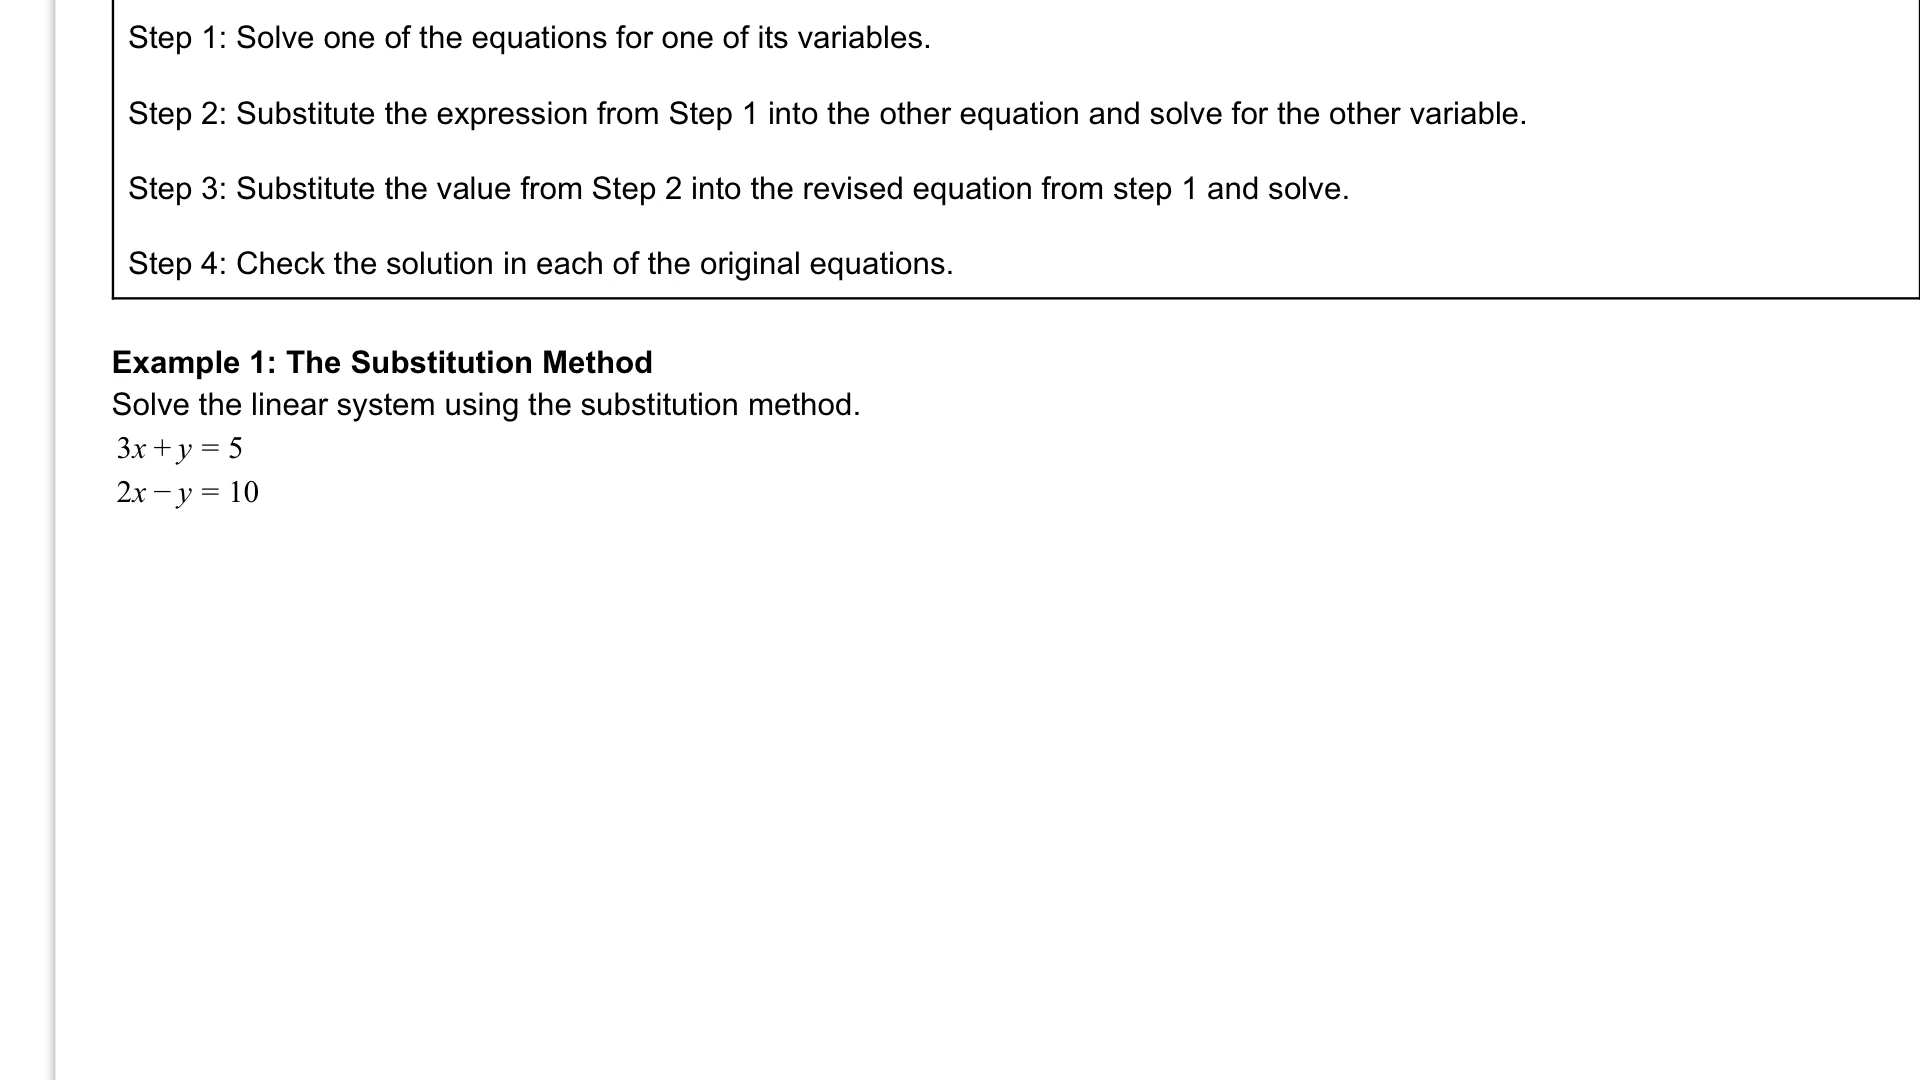 Step 1: Solve one of the equations for one of its variables.
Step 2: Substitute the expression from Step 1 into the other equation and solve for the other variable.
Step 3: Substitute the value from Step 2 into the revised equation from step 1 and solve.
Step 4: Check the solution in each of the original equations.
Example 1: The Substitution Method
Solve the linear system using the substitution method.
3x + y = 5
2x − y = 10